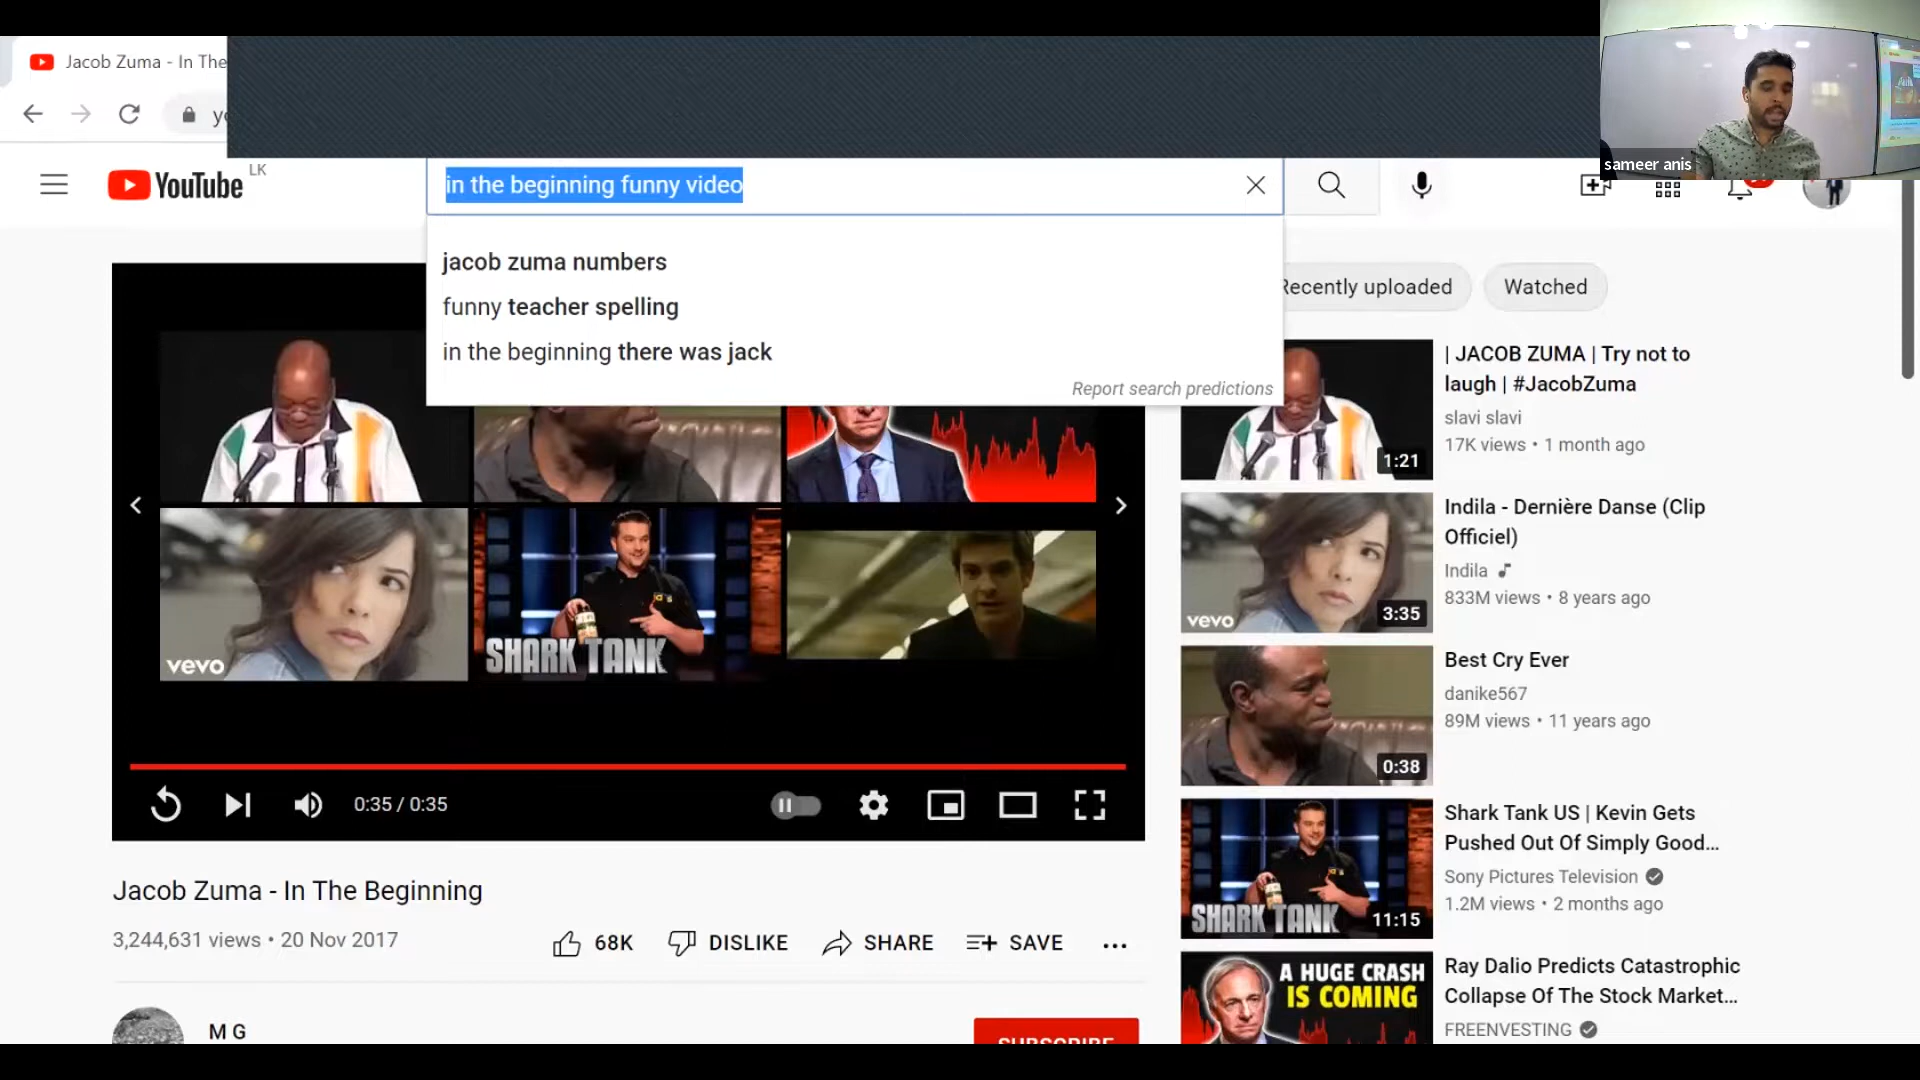 Jacob Zuma - In The
sameer anis
YouTube
LK
in the beginning funny video
jacob zuma numbers
funny teacher spelling
in the beginning there was jack
Report search predictions
Recently uploaded
Watched
vevo
SHARK TANK
0:35 / 0:35
Jacob Zuma - In The Beginning
3,244,631 views • 20 Nov 2017
68K
DISLIKE
SHARE
SAVE
M G
SUBSCRIBE
1:21
| JACOB ZUMA | Try not to
laugh | #JacobZuma
slavi slavi
17K views • 1 month ago
vevo
3:35
Indila - Dernière Danse (Clip
Officiel)
Indila
833M views • 8 years ago
0:38
Best Cry Ever
danike567
89M views • 11 years ago
SHARK TANK
11:15
Shark Tank US | Kevin Gets
Pushed Out Of Simply Good...
Sony Pictures Television
1.2M views • 2 months ago
A HUGE CRASH
IS COMING
Ray Dalio Predicts Catastrophic
Collapse Of The Stock Market...
FREENVESTING